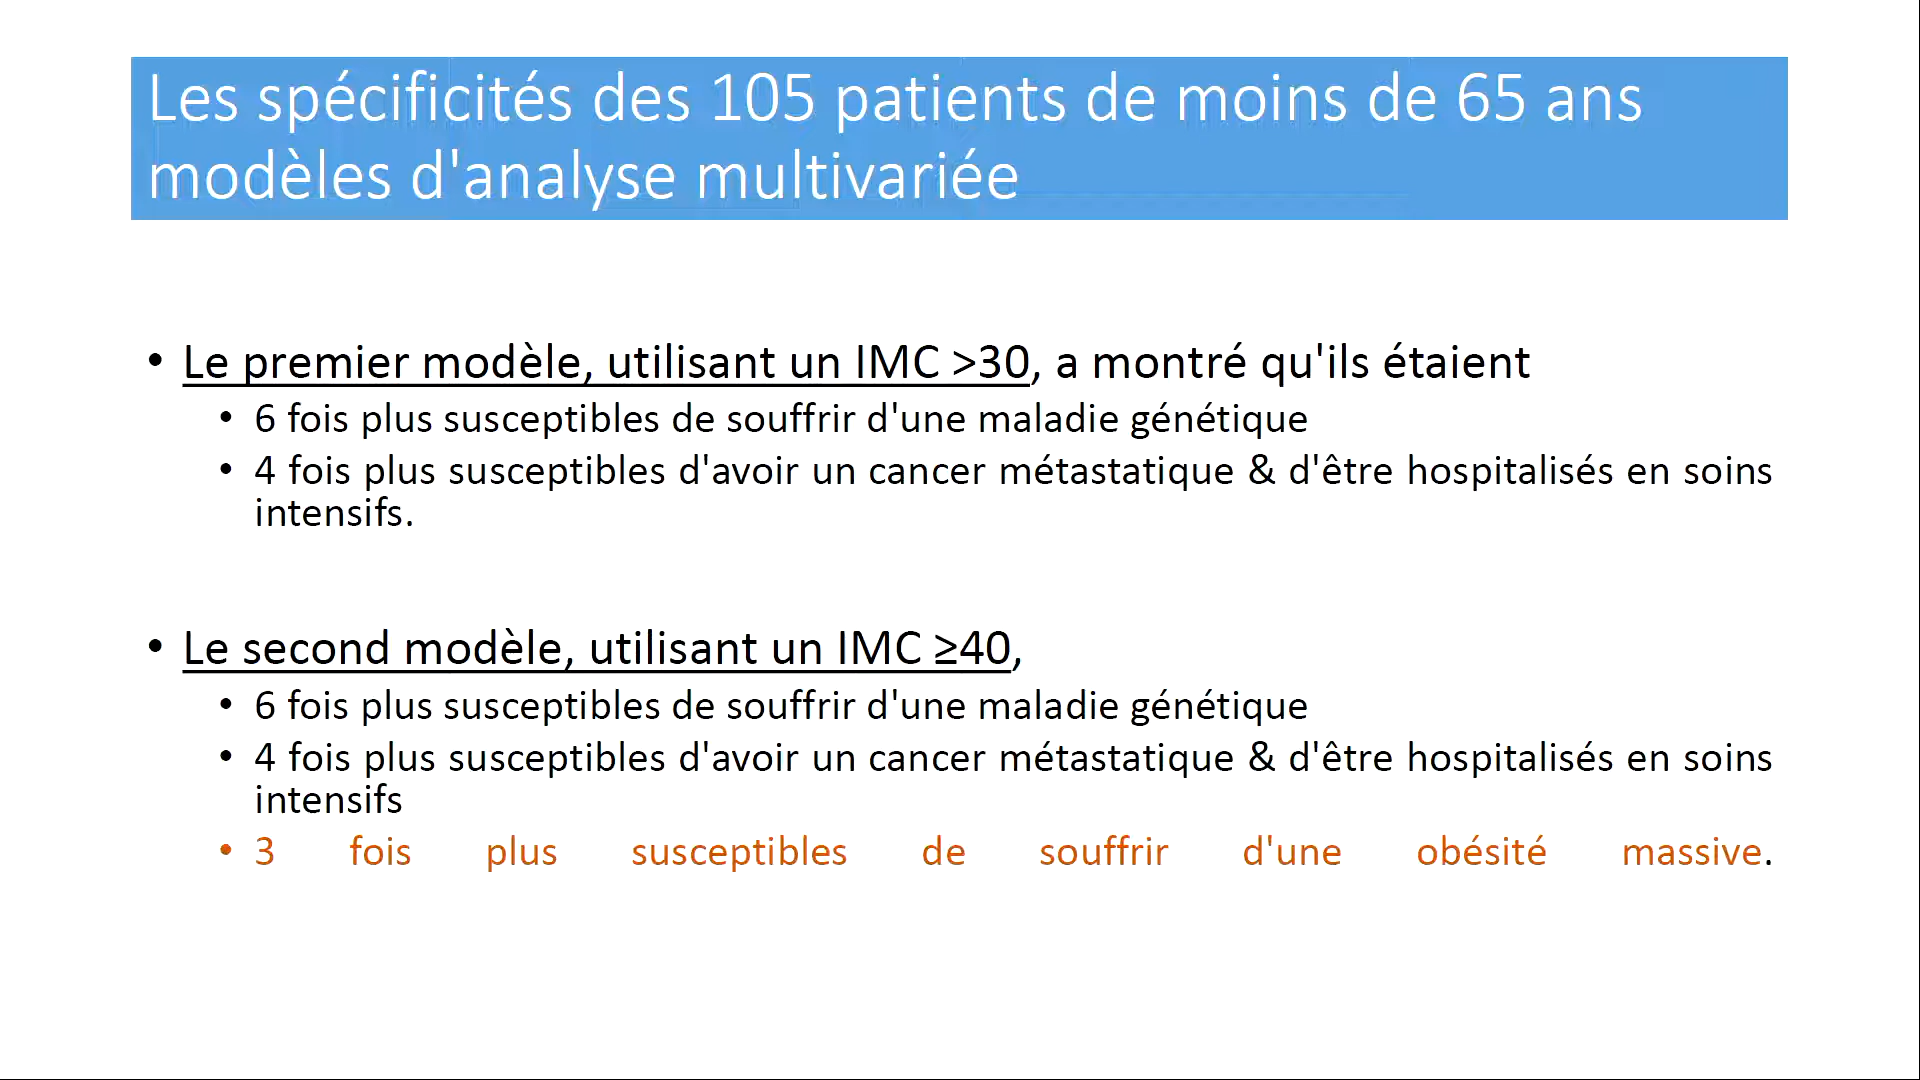 Les spécificités des 105 patients de moins de 65 ans
modèles d'analyse multivariée
• Le premier modèle, utilisant un IMC >30, a montré qu'ils étaient
• 6 fois plus susceptibles de souffrir d'une maladie génétique
• 4 fois plus susceptibles d'avoir un cancer métastatique & d'être hospitalisés en soins
intensifs.
• Le second modèle, utilisant un IMC ≥40,
• 6 fois plus susceptibles de souffrir d'une maladie génétique
• 4 fois plus susceptibles d'avoir un cancer métastatique & d'être hospitalisés en soins
intensifs
• 3 fois plus susceptibles de souffrir d'une obésité massive.